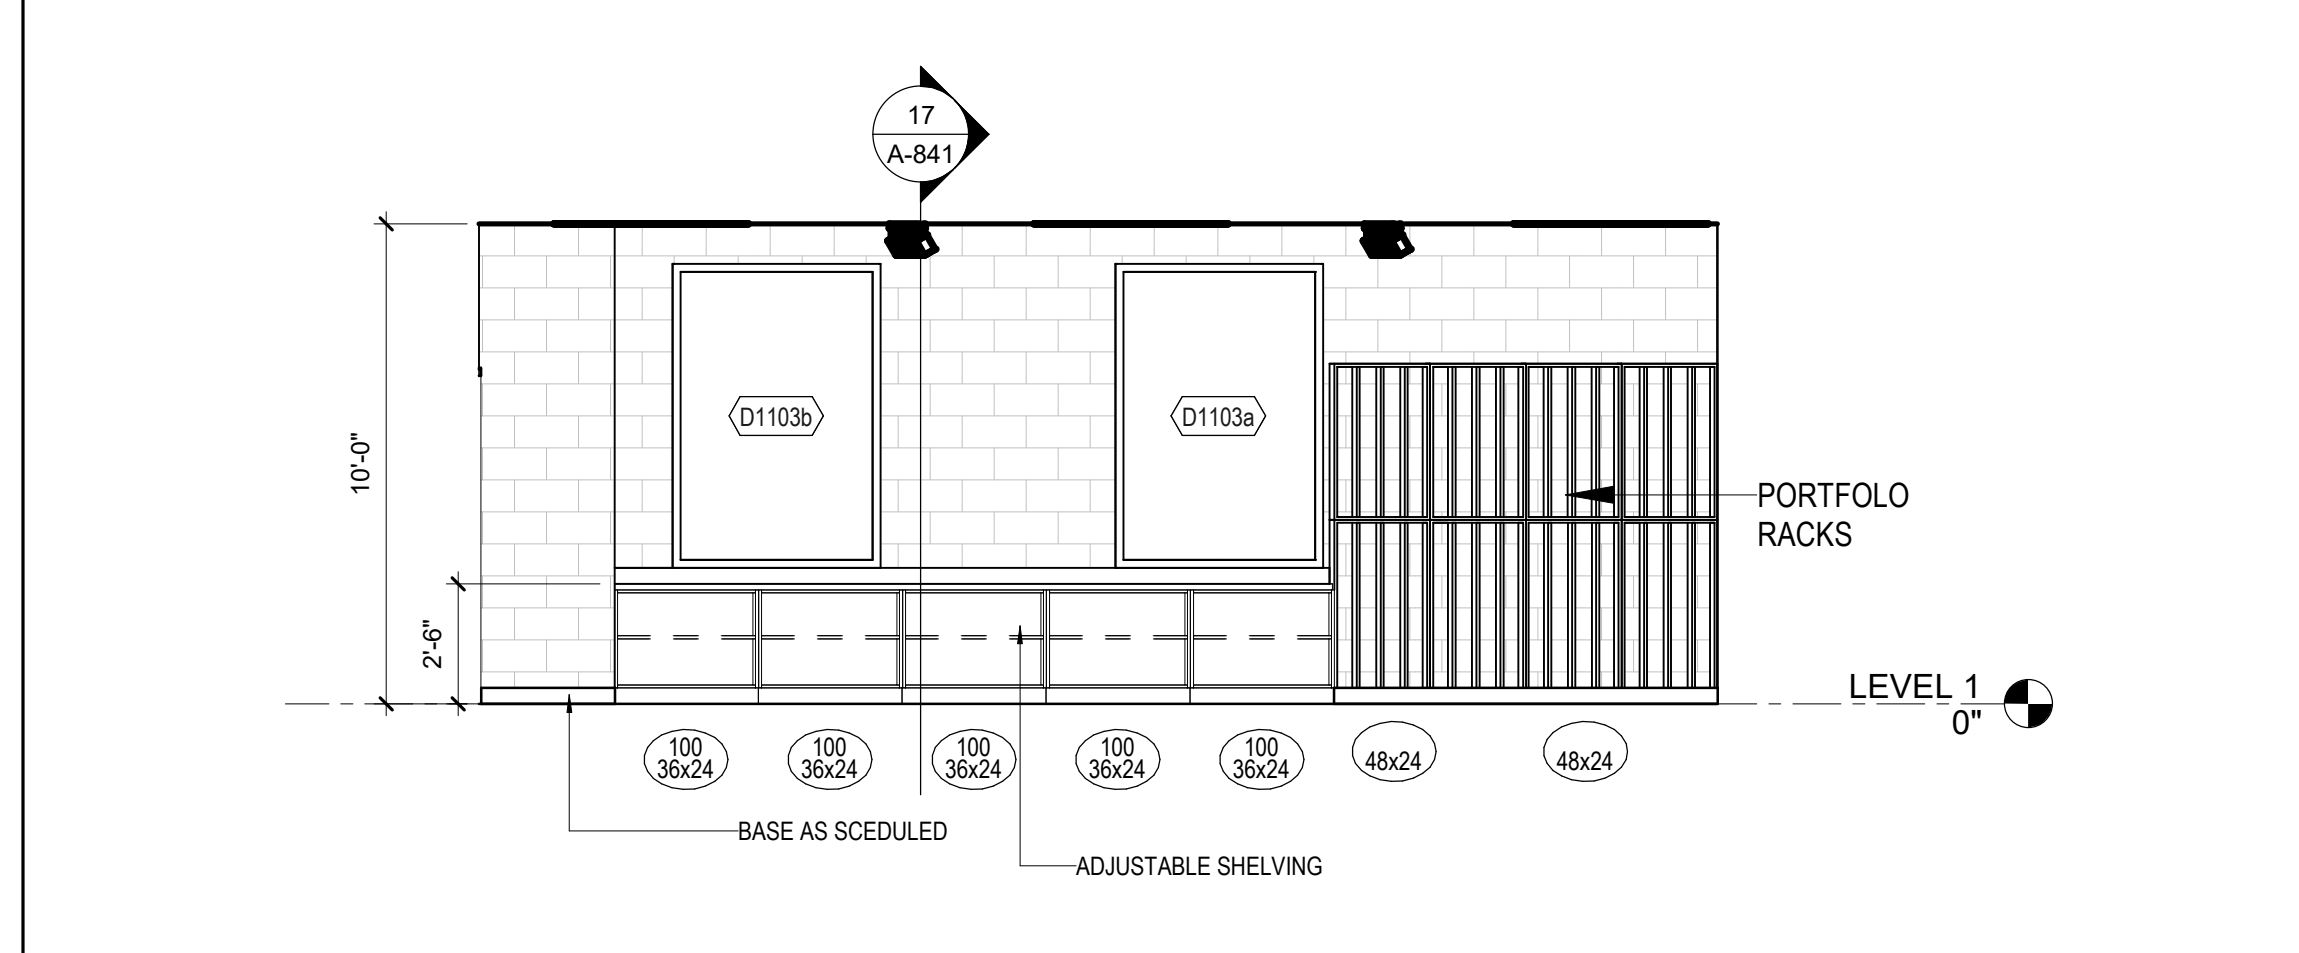 17
A-841
10'-0"
D1103b
D1103a
PORTFOLO
RACKS
2'-6"
LEVEL 1
0"
100
36x24
100
36x24
100
36x24
100
36x24
100
36x24
48x24
48x24
BASE AS SCEDULED
ADJUSTABLE SHELVING